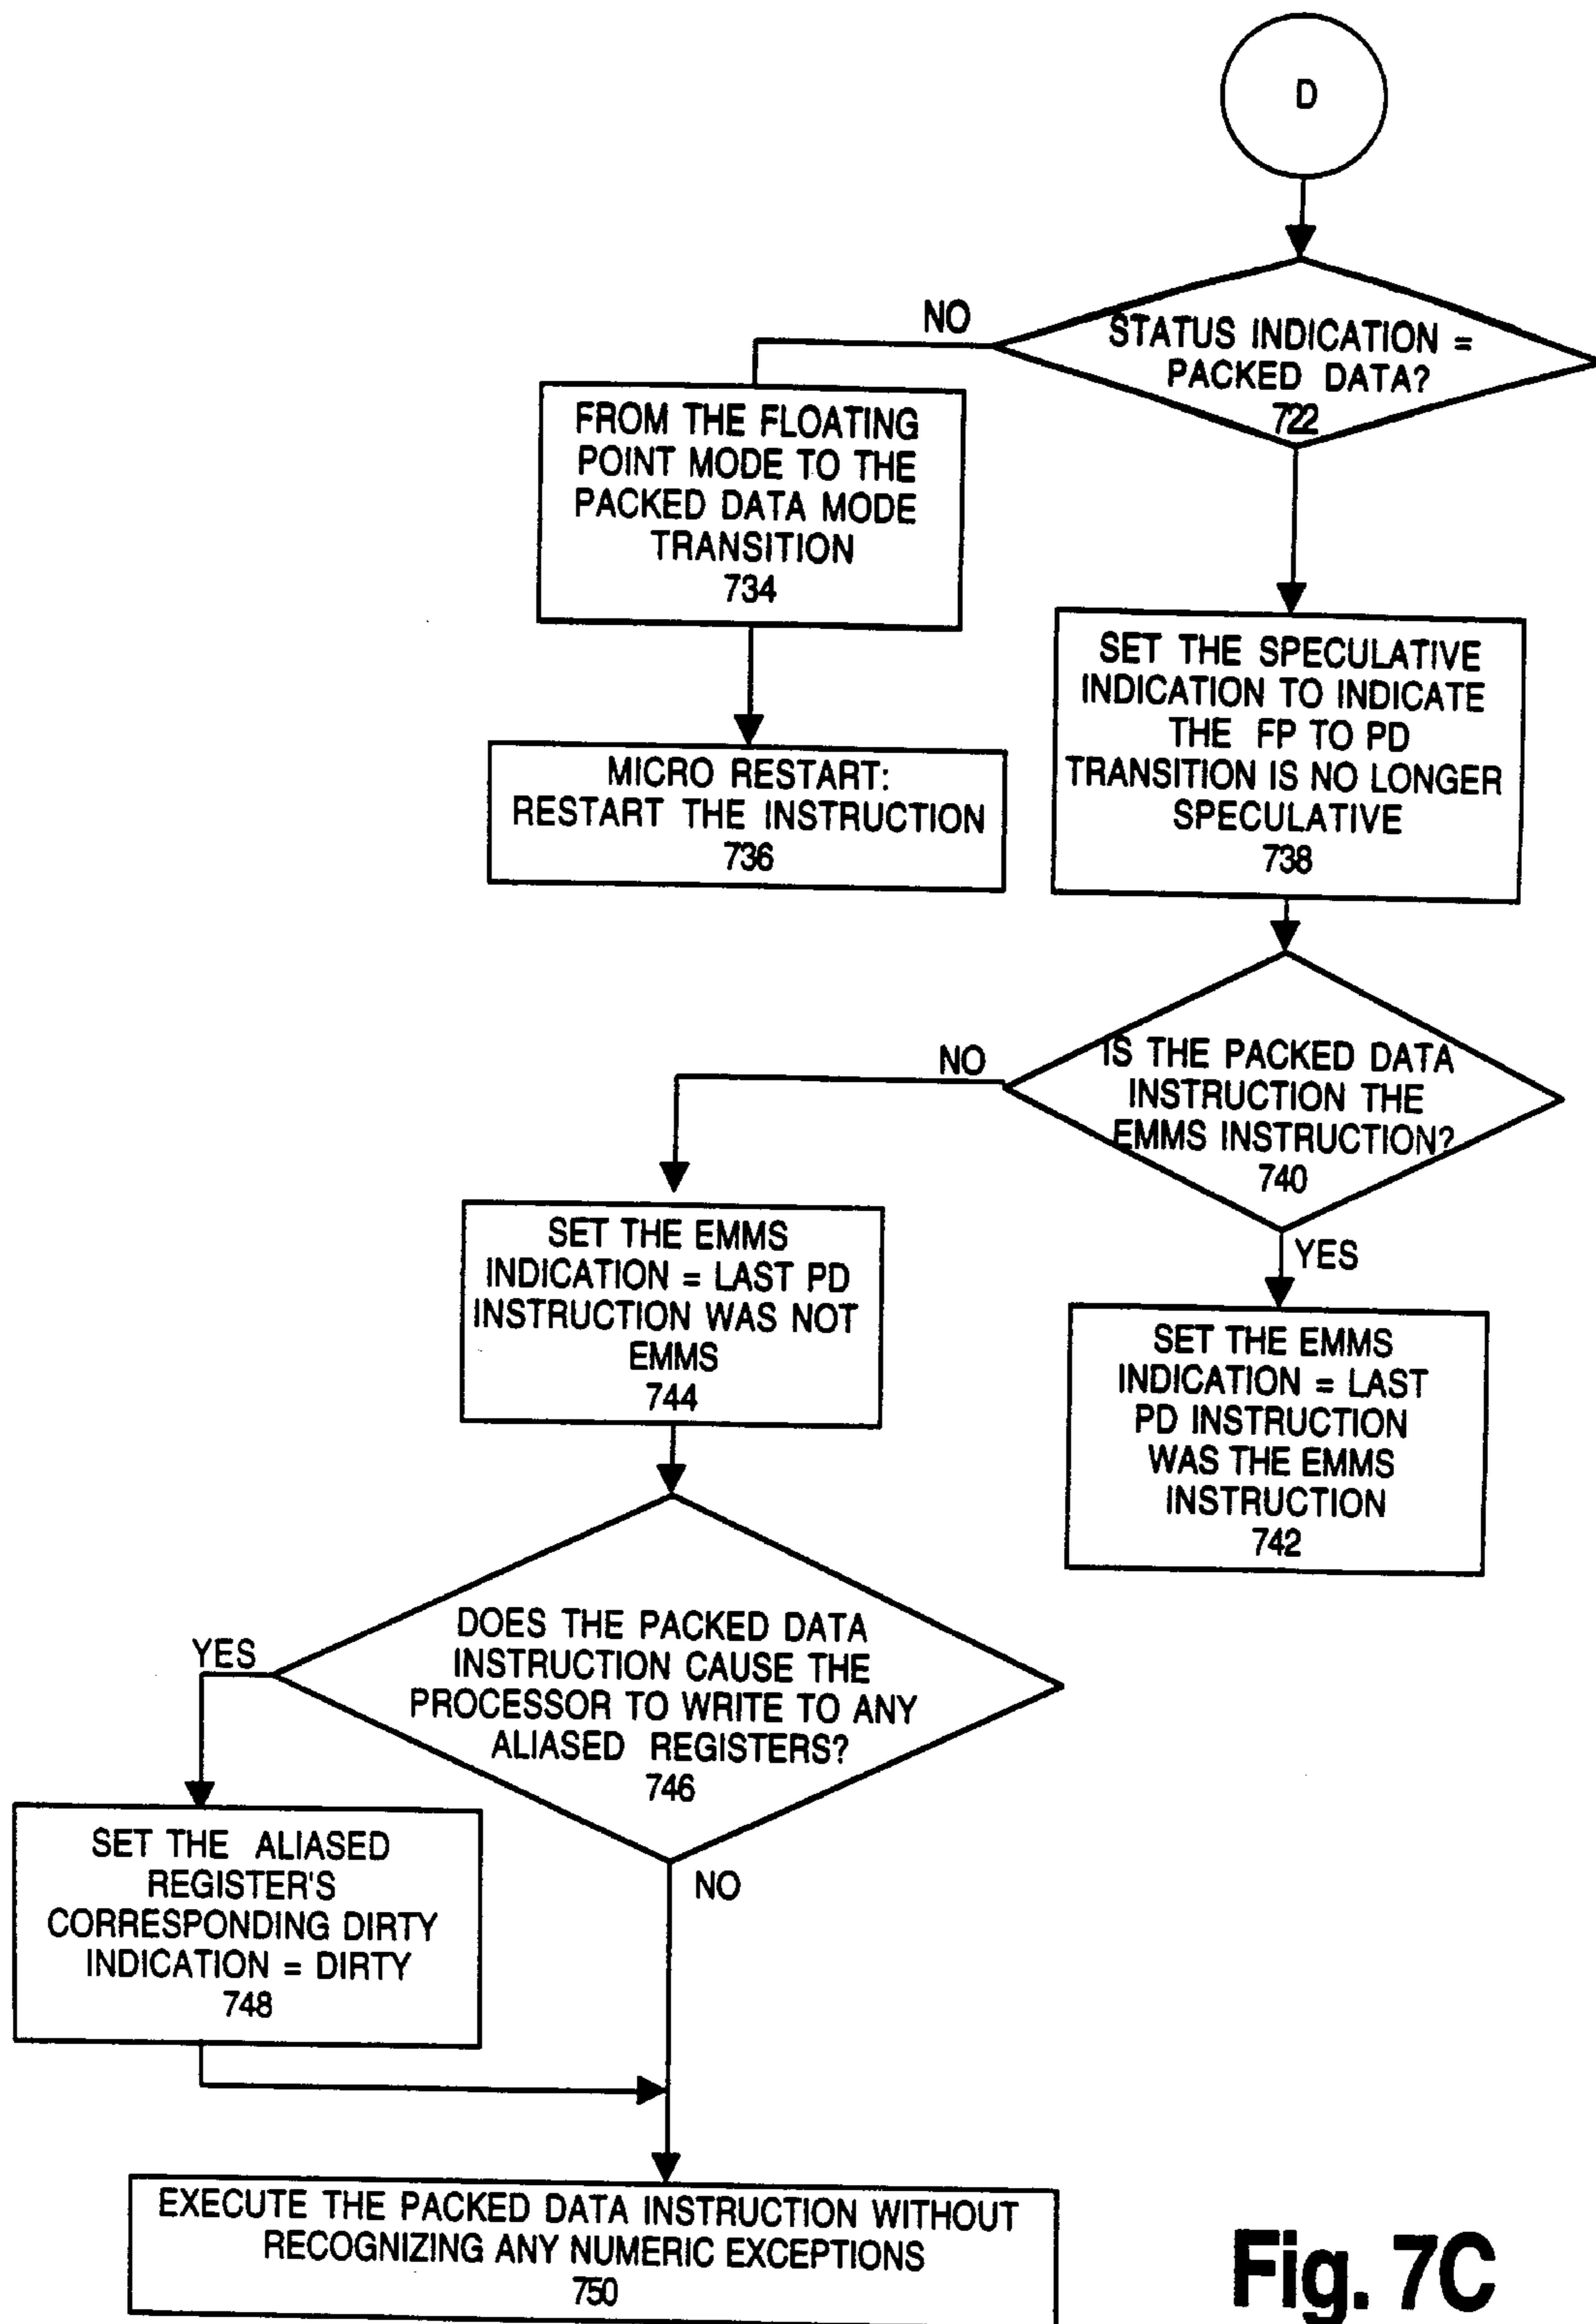 D
NO
STATUS INDICATION =
PACKED DATA?
722
FROM THE FLOATING
POINT MODE TO THE
PACKED DATA MODE
TRANSITION
734
MICRO RESTART:
RESTART THE INSTRUCTION
736
SET THE SPECULATIVE
INDICATION TO INDICATE
THE FP TO PD
TRANSITION IS NO LONGER
SPECULATIVE
738
NO
IS THE PACKED DATA
INSTRUCTION THE
EMMS INSTRUCTION?
740
YES
SET THE EMMS
INDICATION = LAST PD
INSTRUCTION WAS NOT
EMMS
744
SET THE EMMS
INDICATION = LAST
PD INSTRUCTION
WAS THE EMMS
INSTRUCTION
742
YES
DOES THE PACKED DATA
INSTRUCTION CAUSE THE
PROCESSOR TO WRITE TO ANY
ALIASED REGISTERS?
746
NO
SET THE ALIASED
REGISTER'S
CORRESPONDING DIRTY
INDICATION = DIRTY
748
EXECUTE THE PACKED DATA INSTRUCTION WITHOUT
RECOGNIZING ANY NUMERIC EXCEPTIONS
750
Fig. 7C